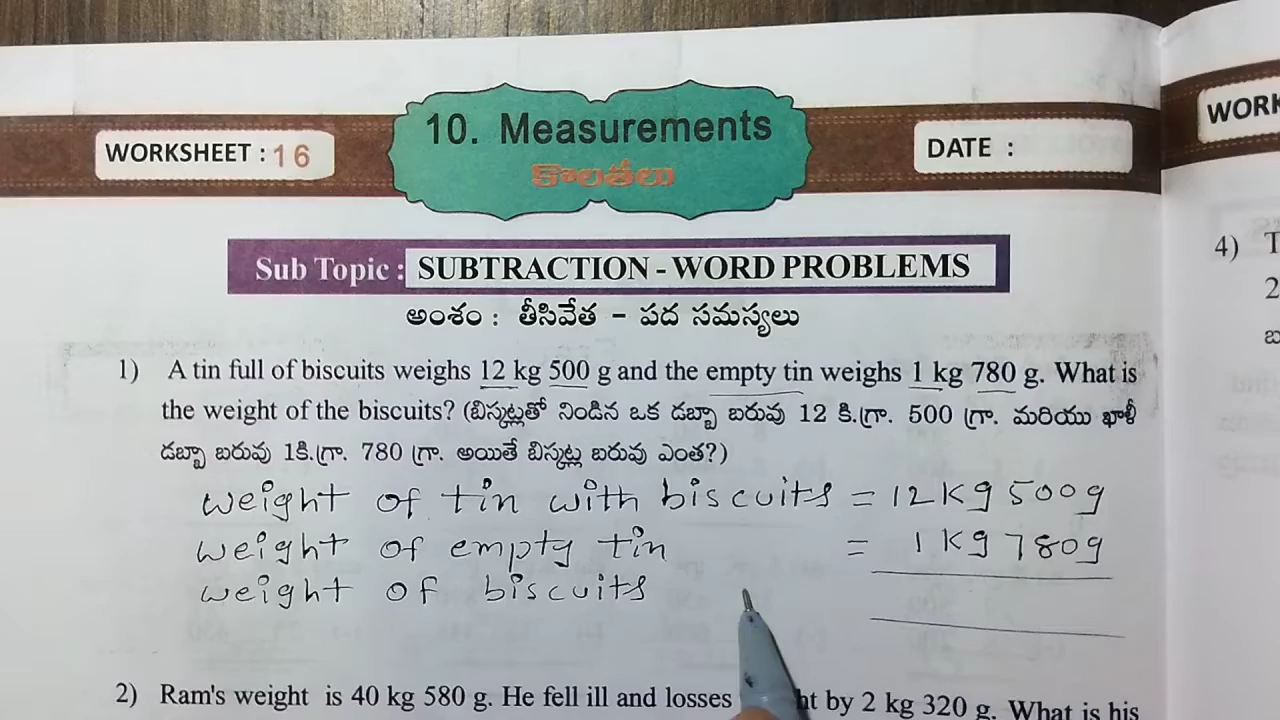 10. Measurements
WORKSHEET : 16
కొలతలు
DATE :
Sub Topic : SUBTRACTION - WORD PROBLEMS
అంశం : తీసివేత - పద సమస్యలు
1) A tin full of biscuits weighs 12 kg 500 g and the empty tin weighs 1 kg 780 g. What is
the weight of the biscuits? (బిస్కట్లతో నిండిన ఒక డబ్బా బరువు 12 కి.గ్రా. 500 గ్రా. మరియు ఖాళీ
డబ్బా బరువు 1కి.గ్రా. 780 గ్రా. అయితే బిస్కట్ల బరువు ఎంత?)
weight of tin with biscuits = 12kg 500g
weight of empty tin = 1kg 780g
weight of biscuits
2) Ram's weight is 40 kg 580 g. He fell ill and losses by 2 kg 320 g. What is his
4)